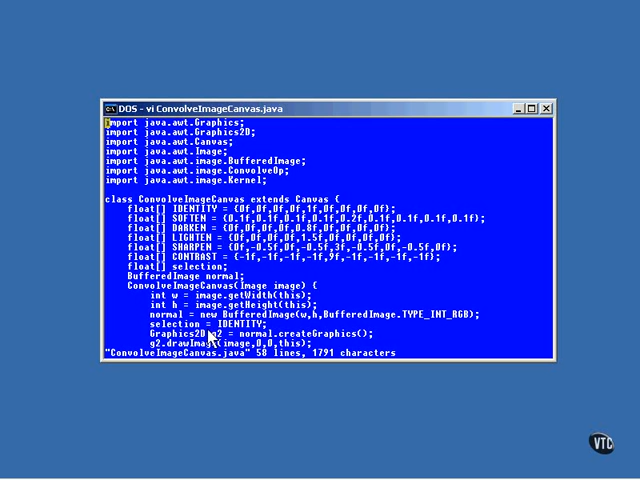 DOS - vi ConvolveImageCanvas.java
import java.awt.Graphics;
import java.awt.Graphics2D;
import java.awt.Canvas;
import java.awt.Image;
import java.awt.image.BufferedImage;
import java.awt.image.ConvolveOp;
import java.awt.image.Kernel;
class ConvolveImageCanvas extends Canvas {
float[] IDENTITY = {0f,0f,0f,0f,1f,0f,0f,0f,0f};
float[] SOFTEN = {0.1f,0.1f,0.1f,0.1f,0.2f,0.1f,0.1f,0.1f,0.1f};
float[] DARKEN = {0f,0f,0f,0f,0.8f,0f,0f,0f,0f};
float[] LIGHTEN = {0f,0f,0f,0f,1.5f,0f,0f,0f,0f};
float[] SHARPEN = {0f,-0.5f,0f,-0.5f,3f,-0.5f,0f,-0.5f,0f};
float[] CONTRAST = {-1f,-1f,-1f,-1f,9f,-1f,-1f,-1f,-1f};
float[] selection;
BufferedImage normal;
ConvolveImageCanvas(Image image) {
int w = image.getWidth(this);
int h = image.getHeight(this);
normal = new BufferedImage(w,h,BufferedImage.TYPE_INT_RGB);
selection = IDENTITY;
Graphics2D g2 = normal.createGraphics();
g2.drawImage(image,0,0,this);
"ConvolveImageCanvas.java" 58 lines, 1791 characters
VTC